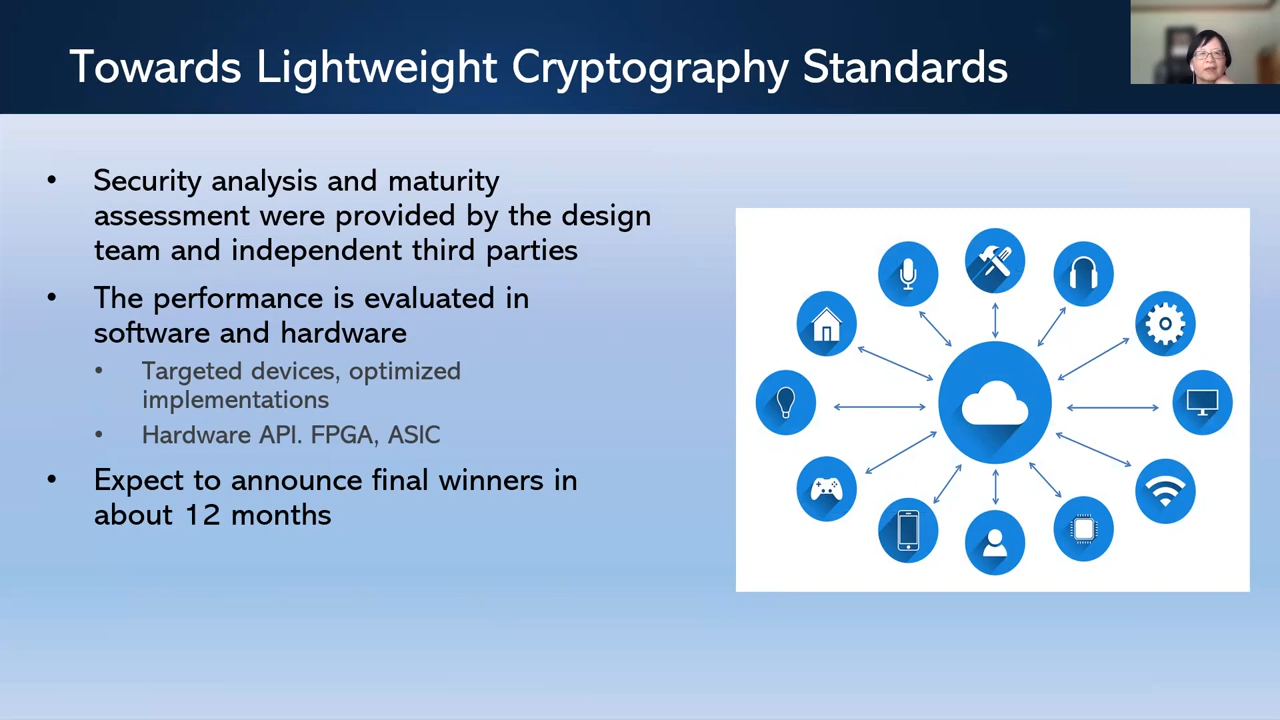 Towards Lightweight Cryptography Standards
• Security analysis and maturity
assessment were provided by the design
team and independent third parties
• The performance is evaluated in
software and hardware
• Targeted devices, optimized
implementations
• Hardware API. FPGA, ASIC
• Expect to announce final winners in
about 12 months